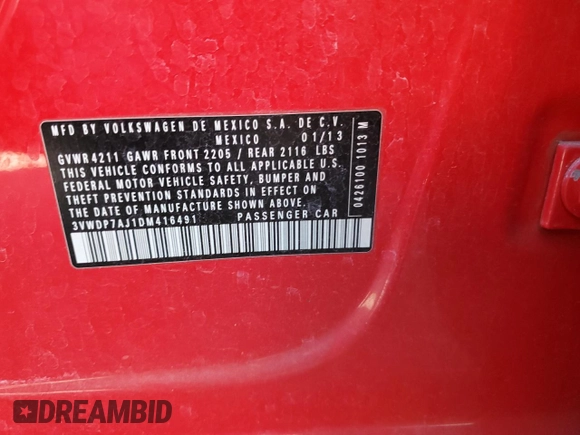 MFD BY VOLKSWAGEN DE MEXICO S.A. DE C.V.
MEXICO 01/13
GVWR 4211 GAWR FRONT 2205 / REAR 2116 LBS
THIS VEHICLE CONFORMS TO ALL APPLICABLE U.S.
FEDERAL MOTOR VEHICLE SAFETY, BUMPER AND
THEFT PREVENTION STANDARDS IN EFFECT ON
THE DATE OF MANUFACTURE SHOWN ABOVE.
3VWDP7AJ1DM416491 PASSENGER CAR
0426100 1013 M
DREAMBID